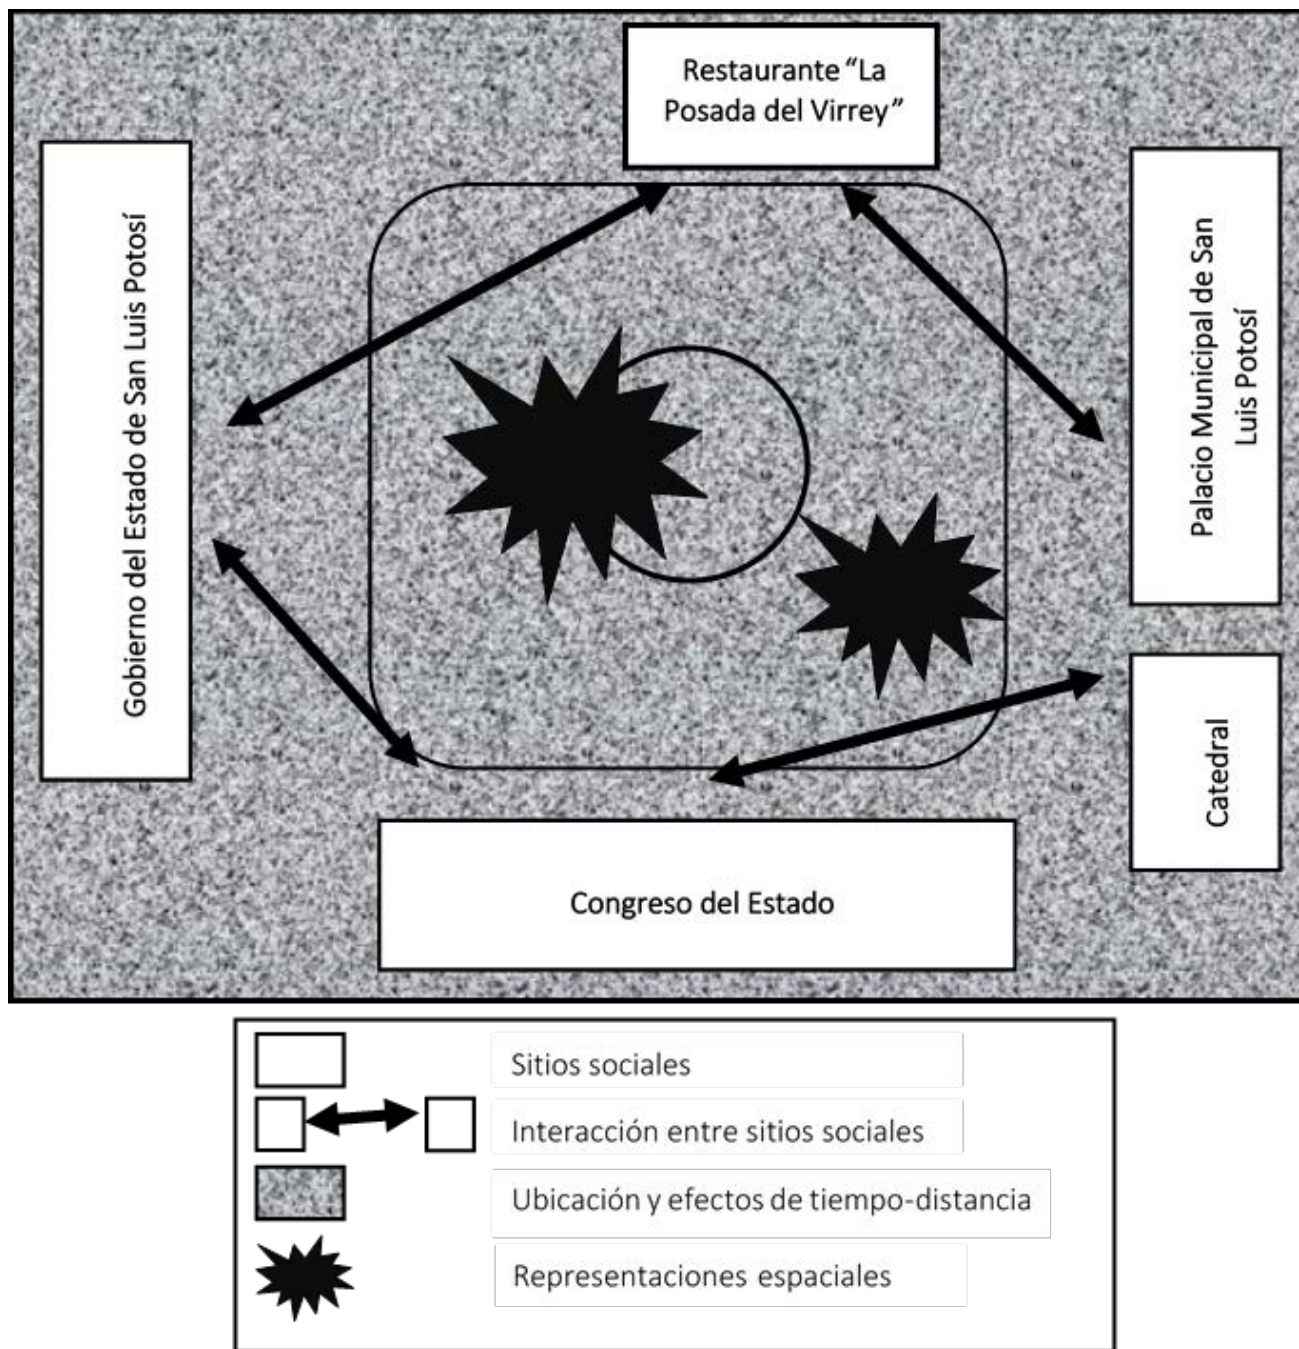 Restaurante “La
Posada del Virrey”
Gobierno del Estado de San Luis Potosí
Palacio Municipal de San
Luis Potosí
Catedral
Congreso del Estado
Sitios sociales
Interacción entre sitios sociales
Ubicación y efectos de tiempo-distancia
Representaciones espaciales